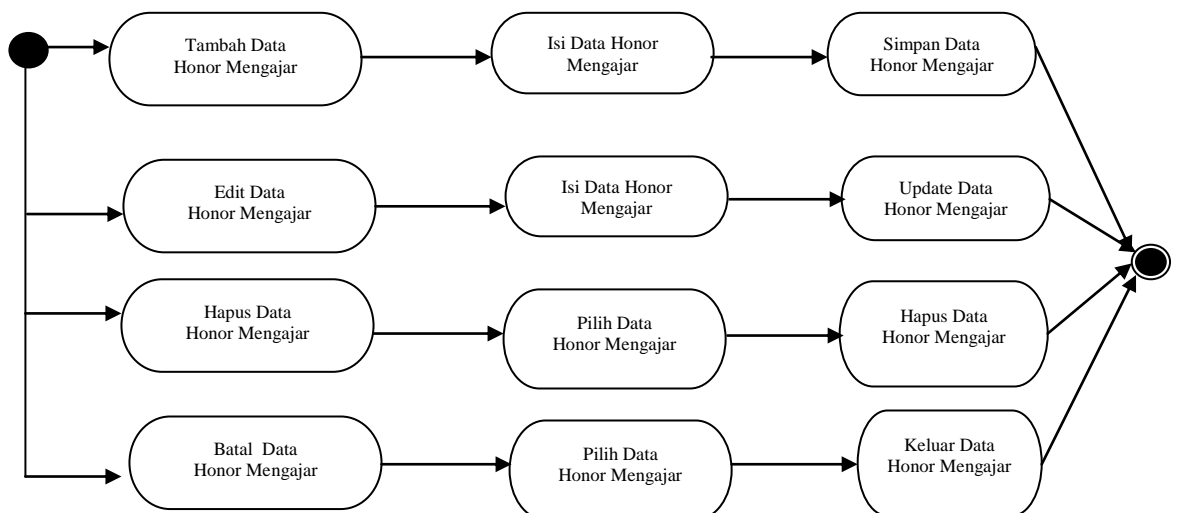 Tambah Data
Honor Mengajar
Isi Data Honor
Mengajar
Simpan Data
Honor Mengajar
Edit Data
Honor Mengajar
Isi Data Honor
Mengajar
Update Data
Honor Mengajar
Hapus Data
Honor Mengajar
Pilih Data
Honor Mengajar
Hapus Data
Honor Mengajar
Batal Data
Honor Mengajar
Pilih Data
Honor Mengajar
Keluar Data
Honor Mengajar